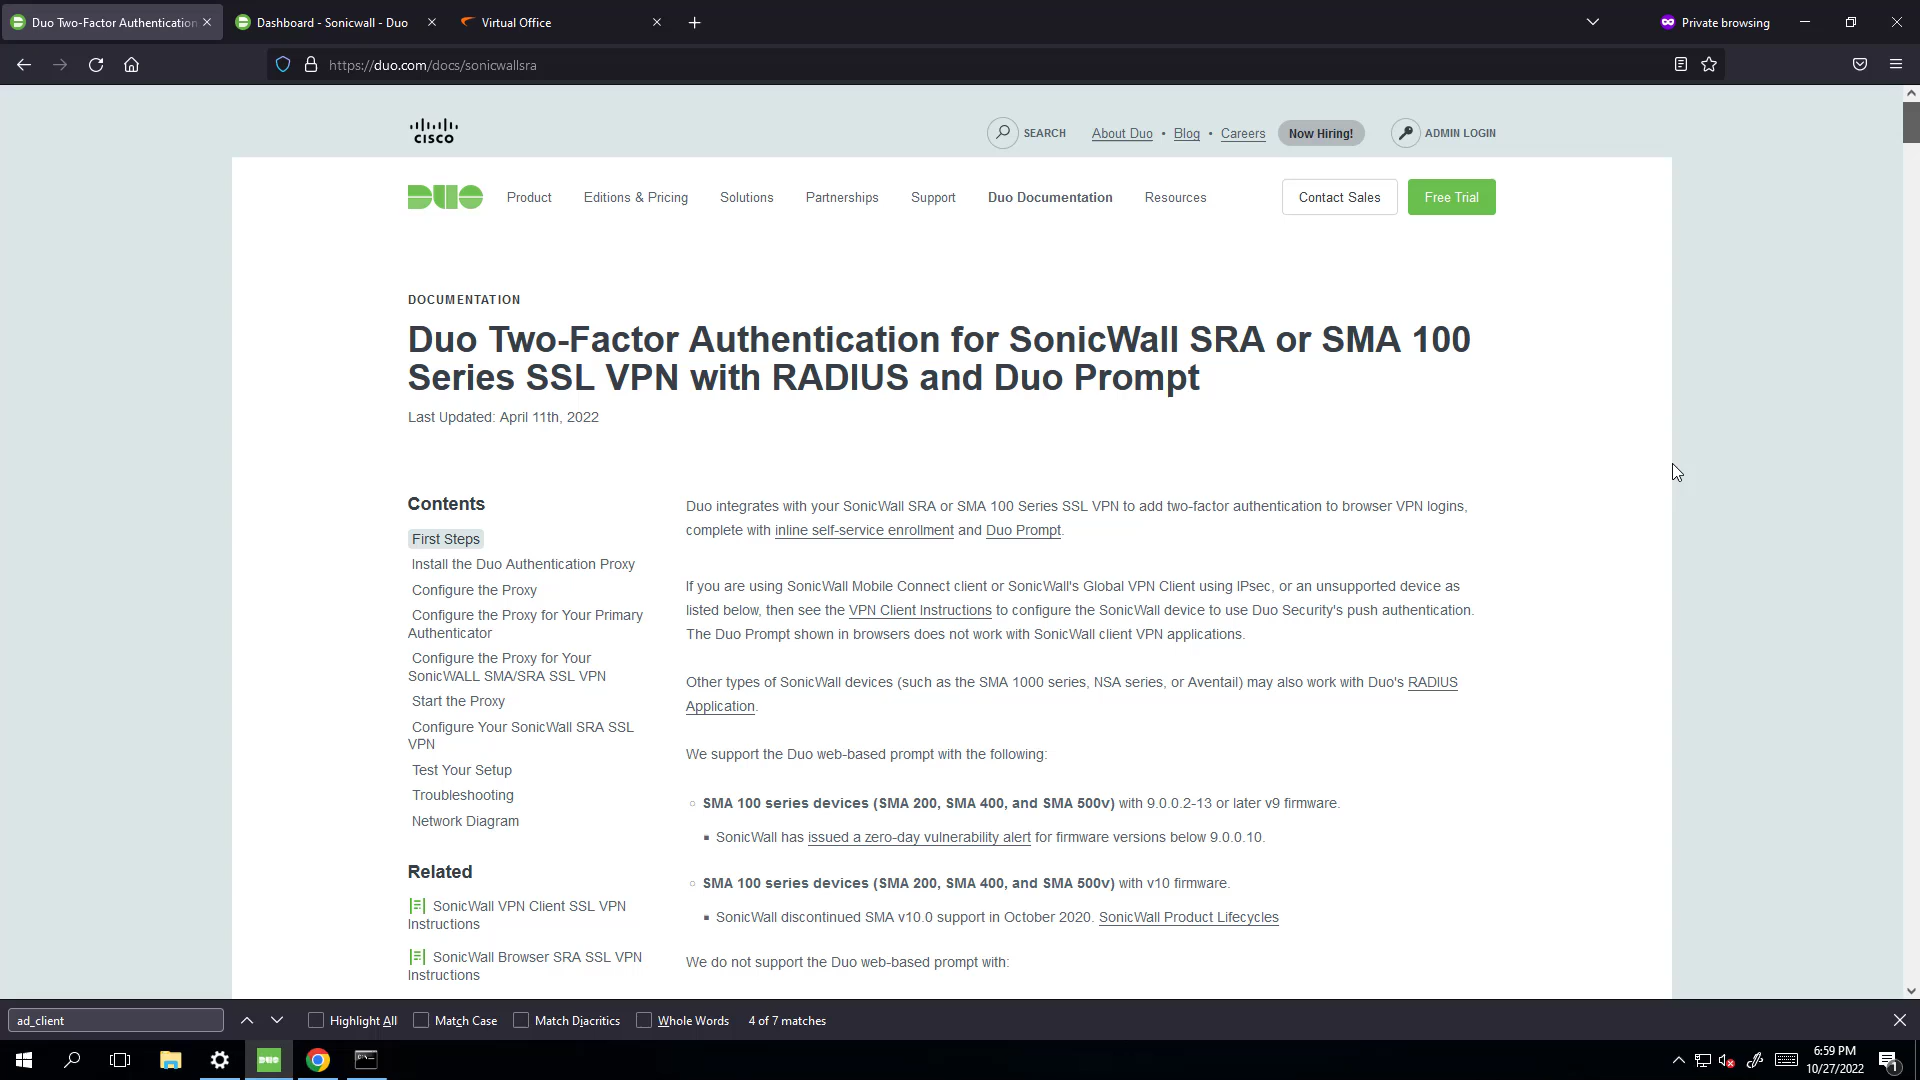 Duo Two-Factor Authentication
Dashboard - Sonicwall - Duo
Virtual Office
Private browsing
https://duo.com/docs/sonicwallsra
cisco
SEARCH
About Duo • Blog • Careers
Now Hiring!
ADMIN LOGIN
DUO
Product
Editions & Pricing
Solutions
Partnerships
Support
Duo Documentation
Resources
Contact Sales
Free Trial
DOCUMENTATION
Duo Two-Factor Authentication for SonicWall SRA or SMA 100
Series SSL VPN with RADIUS and Duo Prompt
Last Updated: April 11th, 2022
Contents
First Steps
Install the Duo Authentication Proxy
Configure the Proxy
Configure the Proxy for Your Primary
Authenticator
Configure the Proxy for Your
SonicWALL SMA/SRA SSL VPN
Start the Proxy
Configure Your SonicWall SRA SSL
VPN
Test Your Setup
Troubleshooting
Network Diagram
Related
SonicWall VPN Client SSL VPN
Instructions
SonicWall Browser SRA SSL VPN
Instructions
Duo integrates with your SonicWall SRA or SMA 100 Series SSL VPN to add two-factor authentication to browser VPN logins,
complete with inline self-service enrollment and Duo Prompt.
If you are using SonicWall Mobile Connect client or SonicWall's Global VPN Client using IPsec, or an unsupported device as
listed below, then see the VPN Client Instructions to configure the SonicWall device to use Duo Security's push authentication.
The Duo Prompt shown in browsers does not work with SonicWall client VPN applications.
Other types of SonicWall devices (such as the SMA 1000 series, NSA series, or Aventail) may also work with Duo's RADIUS
Application.
We support the Duo web-based prompt with the following:
SMA 100 series devices (SMA 200, SMA 400, and SMA 500v) with 9.0.0.2-13 or later v9 firmware.
SonicWall has issued a zero-day vulnerability alert for firmware versions below 9.0.0.10.
SMA 100 series devices (SMA 200, SMA 400, and SMA 500v) with v10 firmware.
SonicWall discontinued SMA v10.0 support in October 2020. SonicWall Product Lifecycles
We do not support the Duo web-based prompt with:
ad_client
Highlight All
Match Case
Match Diacritics
Whole Words
4 of 7 matches
DUO
6:59 PM
10/27/2022
1